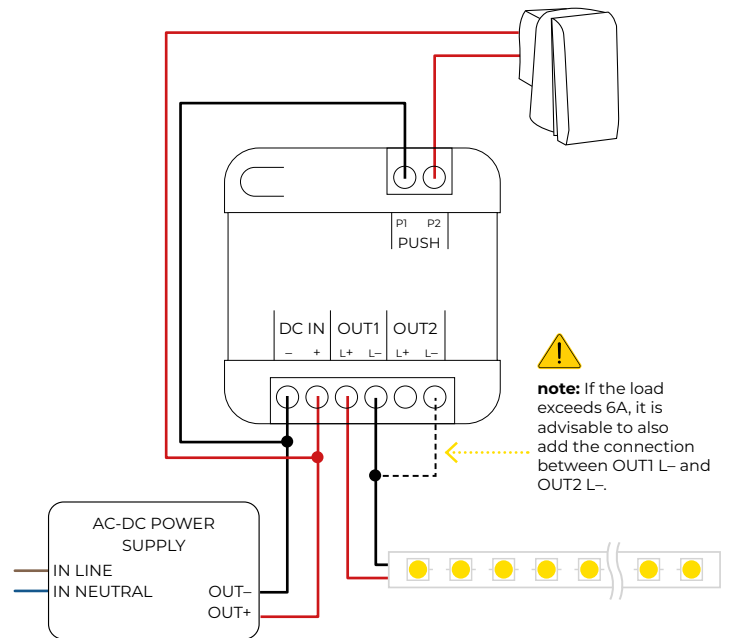 P1 P2
PUSH
DC IN OUT1 OUT2
– + L+ L– L+ L–
note: If the load
exceeds 6A, it is
advisable to also
add the connection
between OUT1 L– and
OUT2 L–.
AC-DC POWER
SUPPLY
IN LINE
IN NEUTRAL
OUT–
OUT+